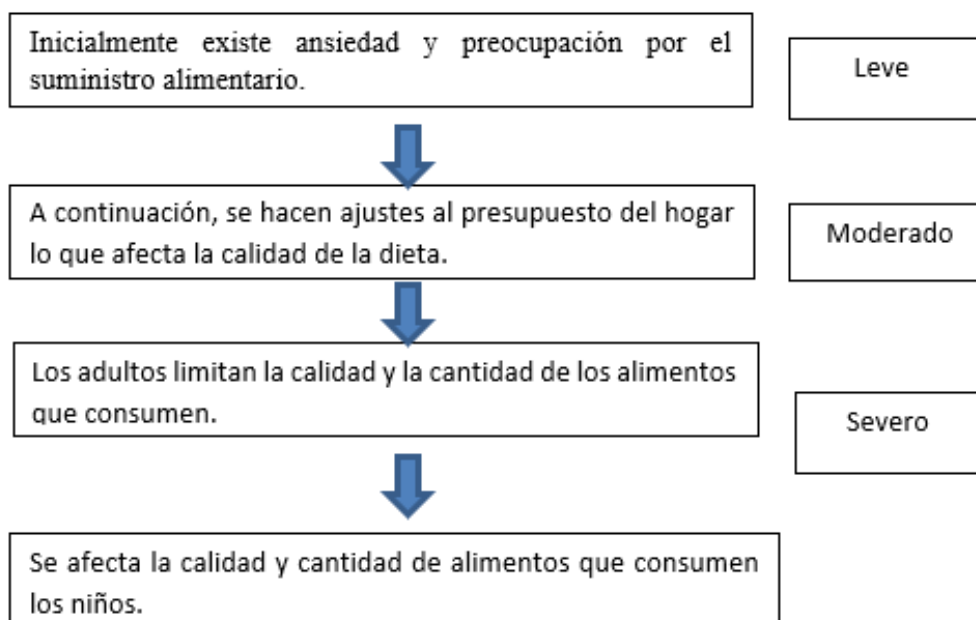 Inicialmente existe ansiedad y preocupación por el
suministro alimentario.
Leve
A continuación, se hacen ajustes al presupuesto del hogar
lo que afecta la calidad de la dieta.
Moderado
Los adultos limitan la calidad y la cantidad de los alimentos
que consumen.
Severo
Se afecta la calidad y cantidad de alimentos que consumen
los niños.